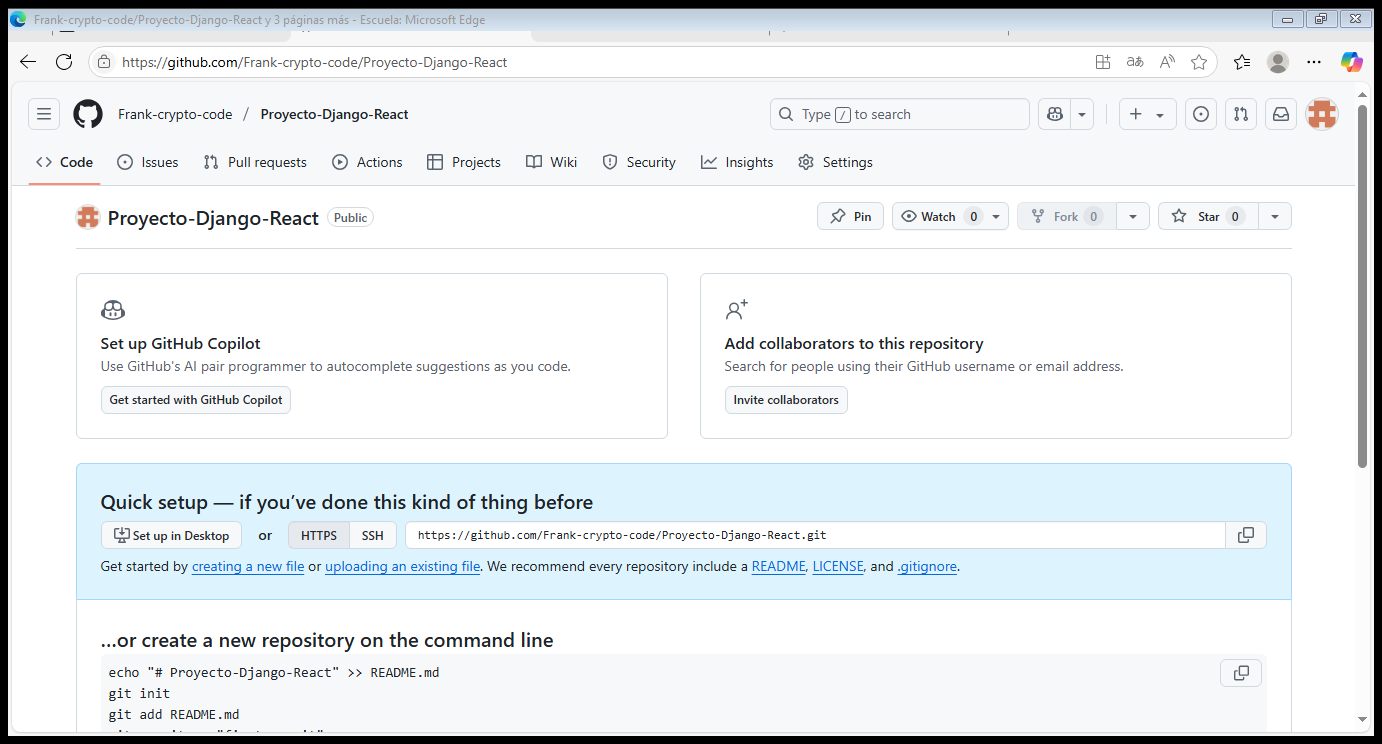 Frank-crypto-code/Proyecto-Django-React y 3 páginas más - Escuela: Microsoft Edge
https://github.com/Frank-crypto-code/Proyecto-Django-React
Frank-crypto-code / Proyecto-Django-React Type / to search
Code Issues Pull requests Actions Projects Wiki Security Insights Settings
Proyecto-Django-React Public Pin Watch 0 Fork 0 Star 0
Set up GitHub Copilot
Use GitHub's AI pair programmer to autocomplete suggestions as you code.
Get started with GitHub Copilot
Add collaborators to this repository
Search for people using their GitHub username or email address.
Invite collaborators
Quick setup — if you’ve done this kind of thing before
Set up in Desktop or HTTPS SSH https://github.com/Frank-crypto-code/Proyecto-Django-React.git
Get started by creating a new file or uploading an existing file. We recommend every repository include a README, LICENSE, and .gitignore.
…or create a new repository on the command line
echo "# Proyecto-Django-React" >> README.md
git init
git add README.md